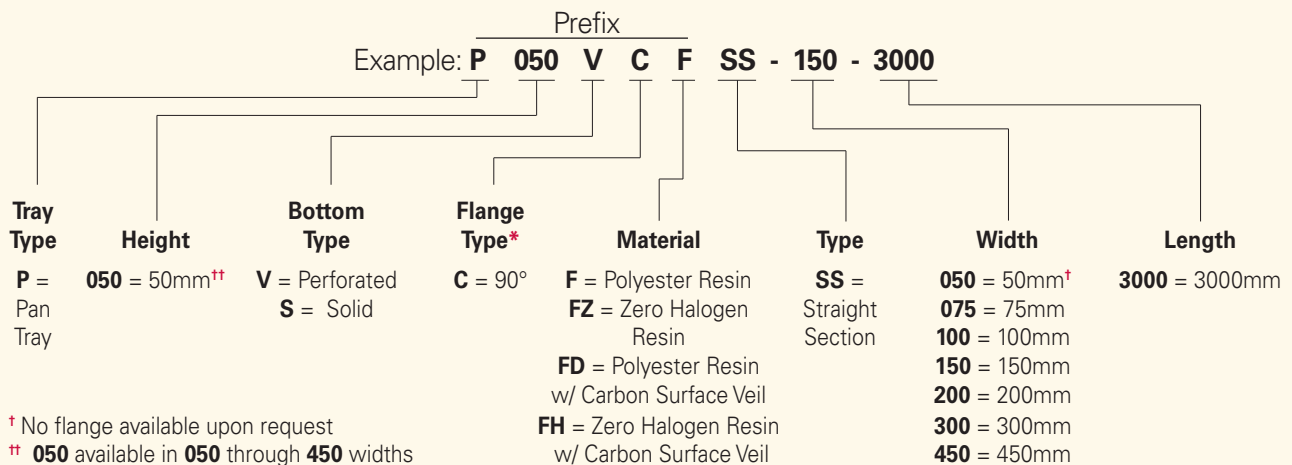 Prefix
Example: P 050 V C F SS - 150 - 3000
Tray
Type
P =
Pan
Tray
Height
050 = 50mm††
Bottom
Type
V = Perforated
S = Solid
Flange
Type*
C = 90°
Material
F = Polyester Resin
FZ = Zero Halogen
Resin
FD = Polyester Resin
w/ Carbon Surface Veil
FH = Zero Halogen Resin
w/ Carbon Surface Veil
Type
SS =
Straight
Section
Width
050 = 50mm†
075 = 75mm
100 = 100mm
150 = 150mm
200 = 200mm
300 = 300mm
450 = 450mm
Length
3000 = 3000mm
† No flange available upon request
†† 050 available in 050 through 450 widths